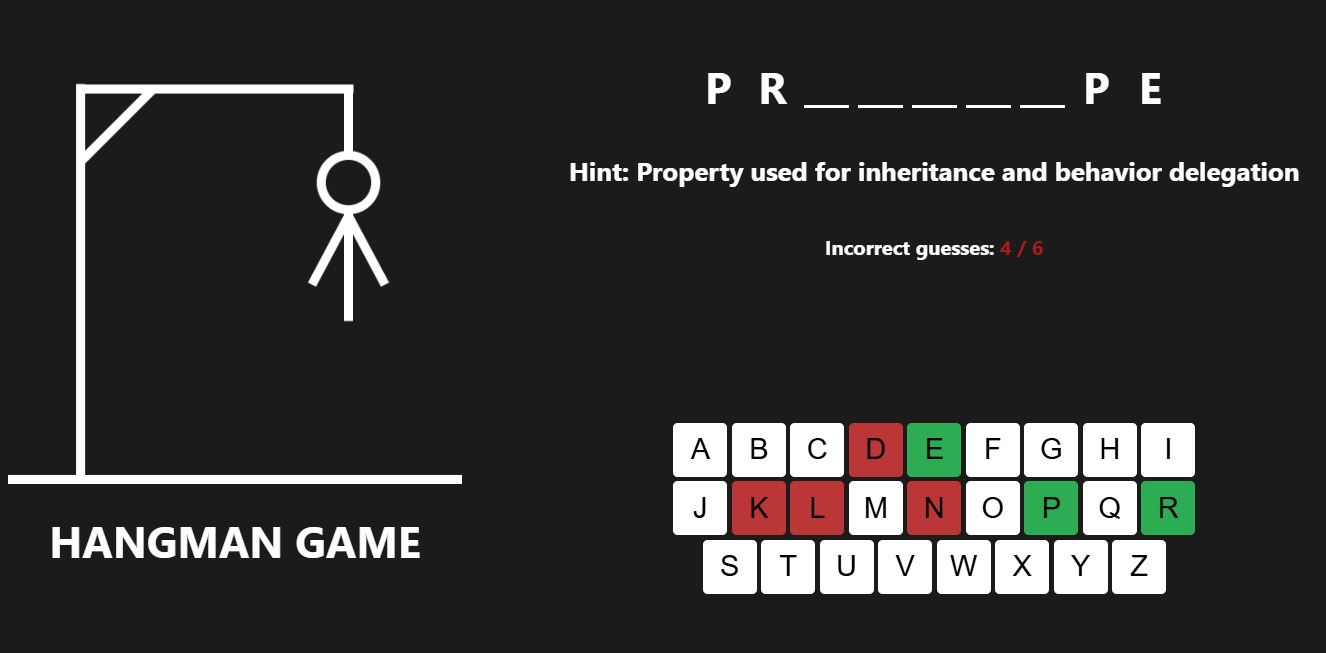 P R _ _ _ _ _ P E
Hint: Property used for inheritance and behavior delegation
Incorrect guesses: 4 / 6
A B C D E F G H I
J K L M N O P Q R
S T U V W X Y Z
HANGMAN GAME